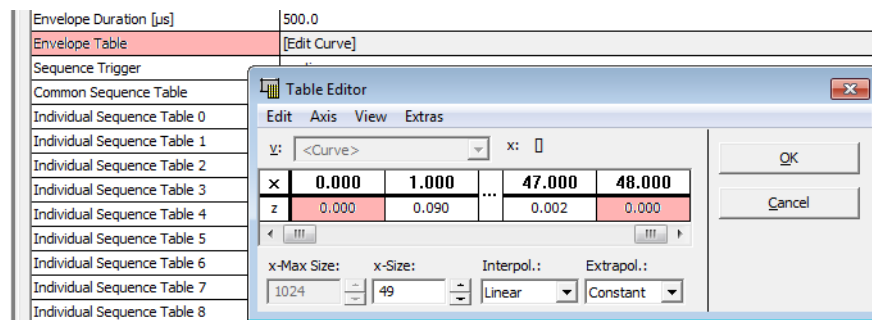 Envelope Duration [µs] 500.0
Envelope Table [Edit Curve]
Sequence Trigger
Common Sequence Table
Individual Sequence Table 0
Individual Sequence Table 1
Individual Sequence Table 2
Individual Sequence Table 3
Individual Sequence Table 4
Individual Sequence Table 5
Individual Sequence Table 6
Individual Sequence Table 7
Individual Sequence Table 8
Table Editor
Edit Axis View Extras
y: <Curve> x: []
x 0.000 1.000 ... 47.000 48.000
z 0.000 0.090 0.002 0.000
x-Max Size: x-Size: Interpol.: Extrapol.:
1024 49 Linear Constant
OK
Cancel